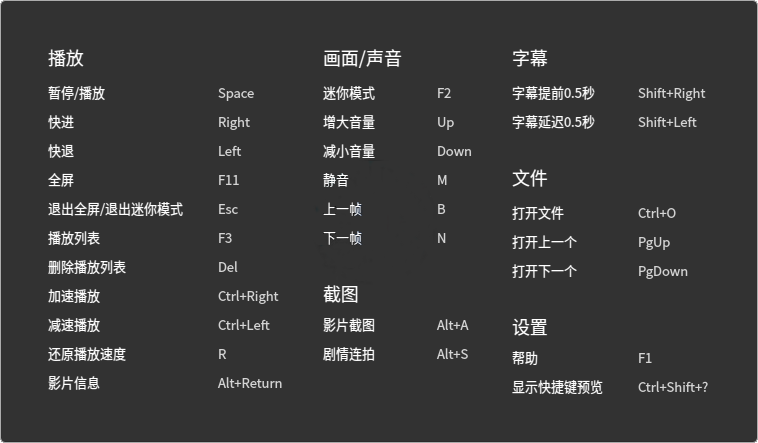 播放
暂停/播放 Space
快进 Right
快退 Left
全屏 F11
退出全屏/退出迷你模式 Esc
播放列表 F3
删除播放列表 Del
加速播放 Ctrl+Right
减速播放 Ctrl+Left
还原播放速度 R
影片信息 Alt+Return
画面/声音
迷你模式 F2
增大音量 Up
减小音量 Down
静音 M
上一帧 B
下一帧 N
截图
影片截图 Alt+A
剧情连拍 Alt+S
字幕
字幕提前0.5秒 Shift+Right
字幕延迟0.5秒 Shift+Left
文件
打开文件 Ctrl+O
打开上一个 PgUp
打开下一个 PgDown
设置
帮助 F1
显示快捷键预览 Ctrl+Shift+?